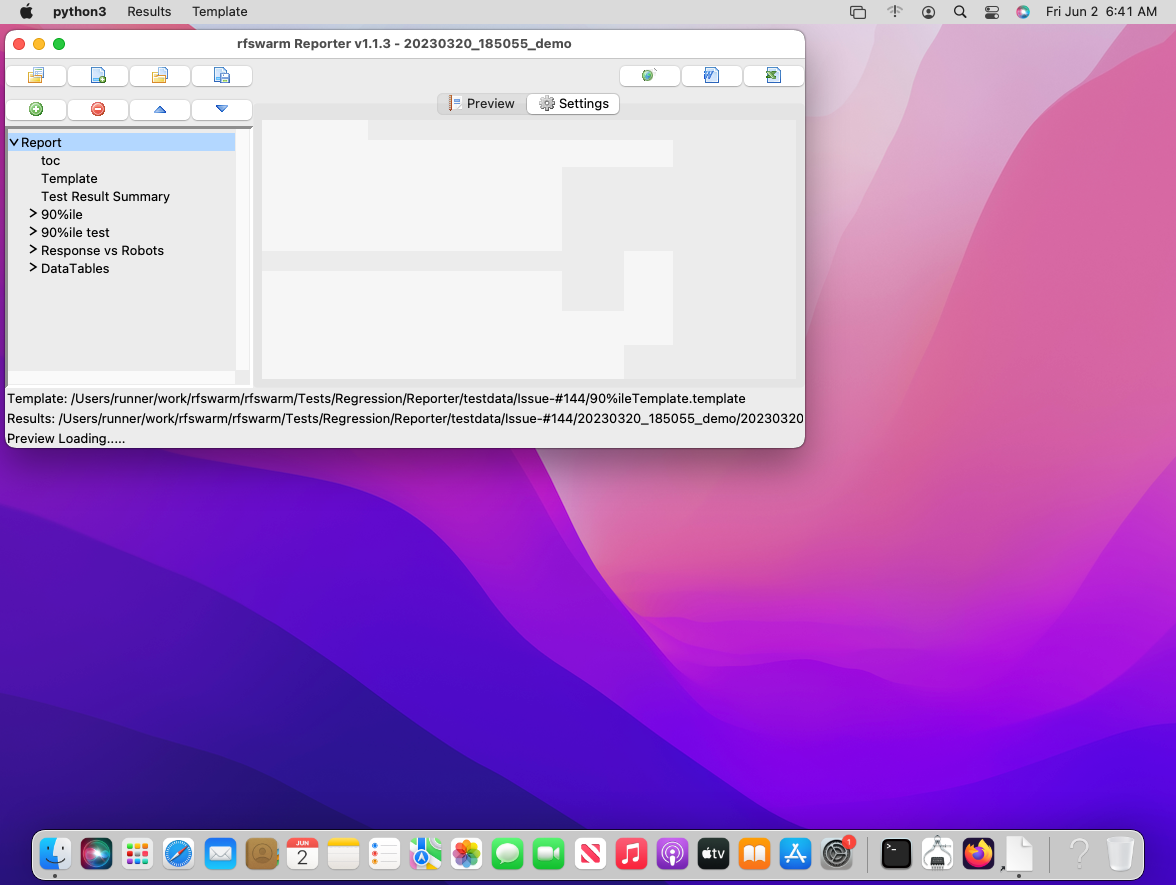 python3 Results Template Fri Jun 2 6:41 AM
rfswarm Reporter v1.1.3 - 20230320_185055_demo
Preview Settings
Report
toc
Template
Test Result Summary
90%ile
90%ile test
Response vs Robots
DataTables
Template: /Users/runner/work/rfswarm/rfswarm/Tests/Regression/Reporter/testdata/Issue-#144/90%ileTemplate.template
Results: /Users/runner/work/rfswarm/rfswarm/Tests/Regression/Reporter/testdata/Issue-#144/20230320_185055_demo/20230320
Preview Loading.....
JUN
2
tv
1